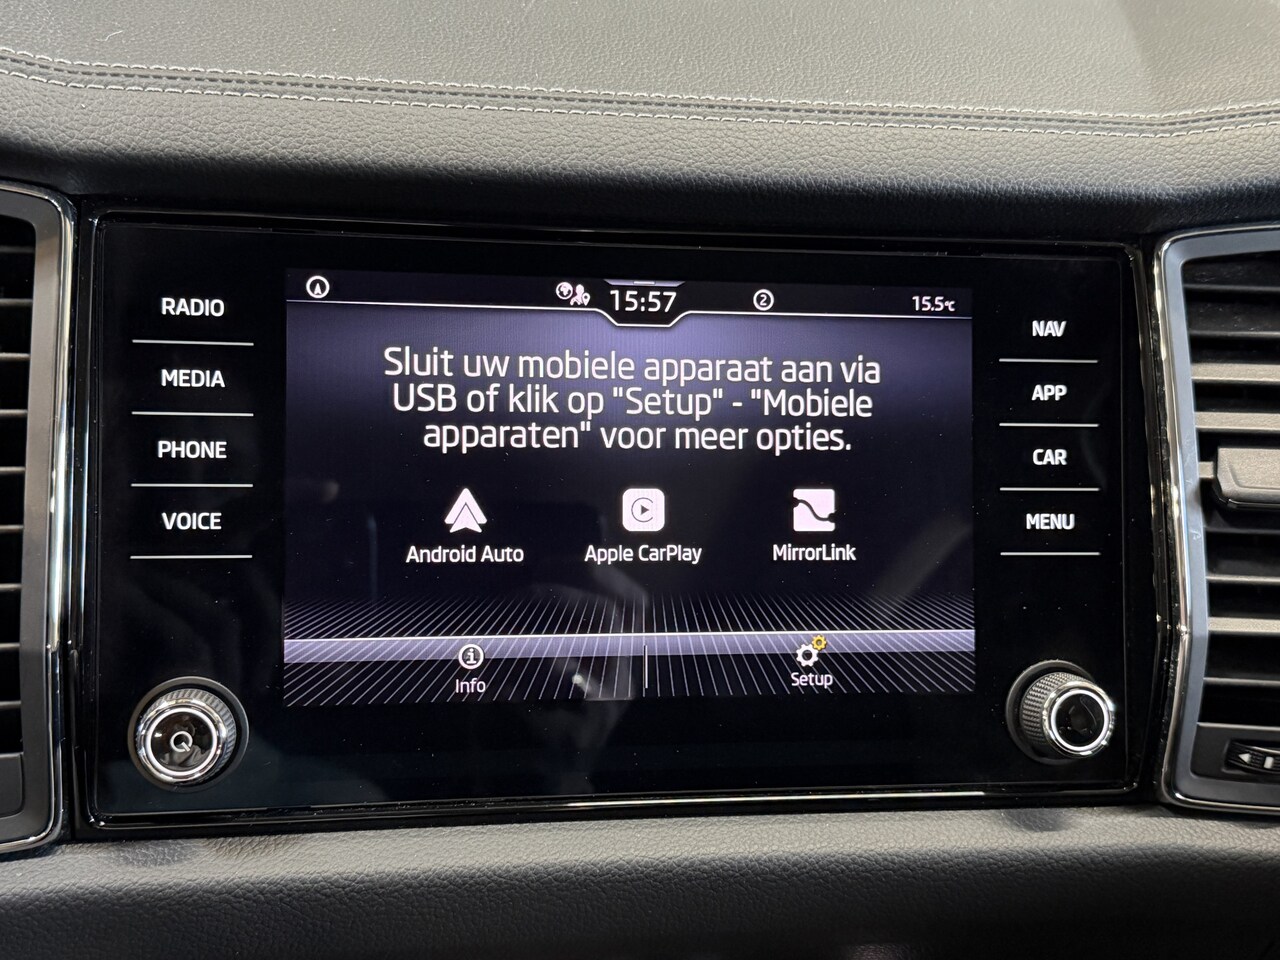 15:57
2
15.5°C
RADIO
MEDIA
PHONE
VOICE
Sluit uw mobiele apparaat aan via
USB of klik op "Setup" - "Mobiele
apparaten" voor meer opties.
Android Auto
Apple CarPlay
MirrorLink
Info
Setup
NAV
APP
CAR
MENU